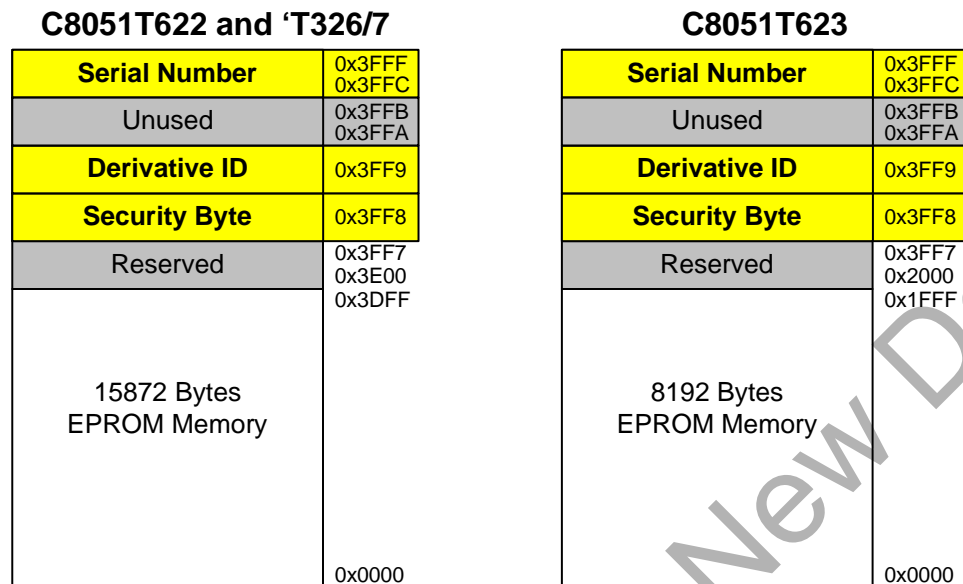 C8051T622 and ‘T326/7
Serial Number
0x3FFF
0x3FFC
Unused
0x3FFB
0x3FFA
Derivative ID
0x3FF9
Security Byte
0x3FF8
Reserved
0x3FF7
0x3E00
0x3DFF
15872 Bytes
EPROM Memory
0x0000
C8051T623
Serial Number
0x3FFF
0x3FFC
Unused
0x3FFB
0x3FFA
Derivative ID
0x3FF9
Security Byte
0x3FF8
Reserved
0x3FF7
0x2000
0x1FFF
8192 Bytes
EPROM Memory
0x0000
New D